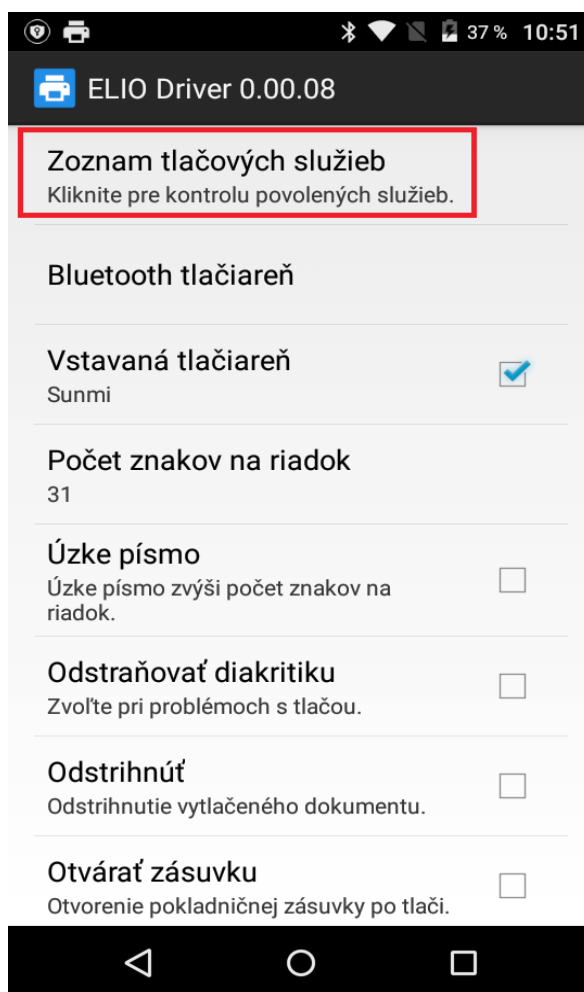 37 % 10:51
ELIO Driver 0.00.08
Zoznam tlačových služieb
Kliknite pre kontrolu povolených služieb.
Bluetooth tlačiareň
Vstavaná tlačiareň
Sunmi
Počet znakov na riadok
31
Úzke písmo
Úzke písmo zvýši počet znakov na
riadok.
Odstraňovať diakritiku
Zvoľte pri problémoch s tlačou.
Odstrihnúť
Odstrihnutie vytlačeného dokumentu.
Otvárať zásuvku
Otvorenie pokladničnej zásuvky po tlači.